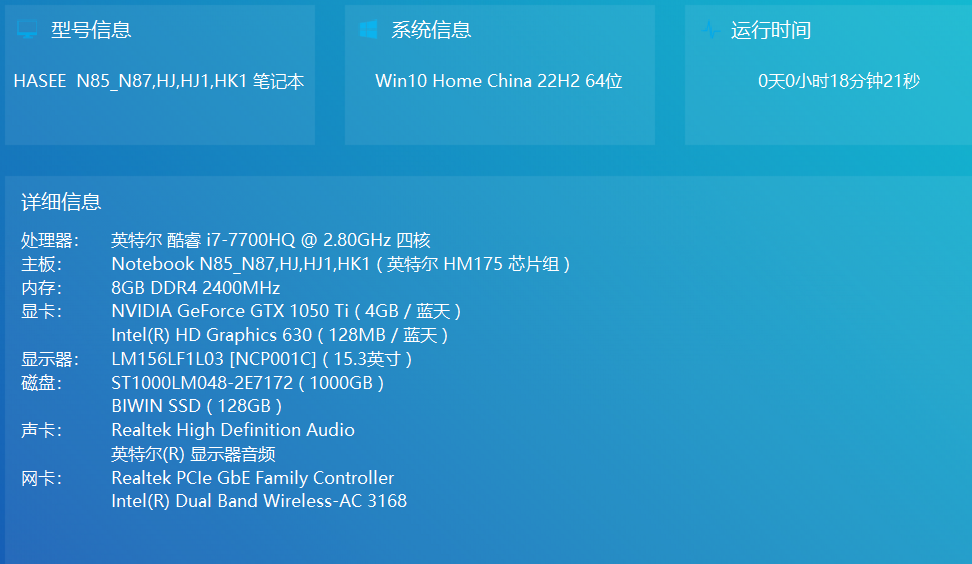 型号信息
HASEE  N85_N87,HJ,HJ1,HK1 笔记本
系统信息
Win10 Home China 22H2 64位
运行时间
0天0小时18分钟21秒
详细信息
处理器： 英特尔 酷睿 i7-7700HQ @ 2.80GHz 四核
主板： Notebook N85_N87,HJ,HJ1,HK1 ( 英特尔 HM175 芯片组 )
内存： 8GB DDR4 2400MHz
显卡： NVIDIA GeForce GTX 1050 Ti ( 4GB / 蓝天 )
Intel(R) HD Graphics 630 ( 128MB / 蓝天 )
显示器： LM156LF1L03 [NCP001C] ( 15.3英寸 )
磁盘： ST1000LM048-2E7172 ( 1000GB )
BIWIN SSD ( 128GB )
声卡： Realtek High Definition Audio
英特尔(R) 显示器音频
网卡： Realtek PCIe GbE Family Controller
Intel(R) Dual Band Wireless-AC 3168